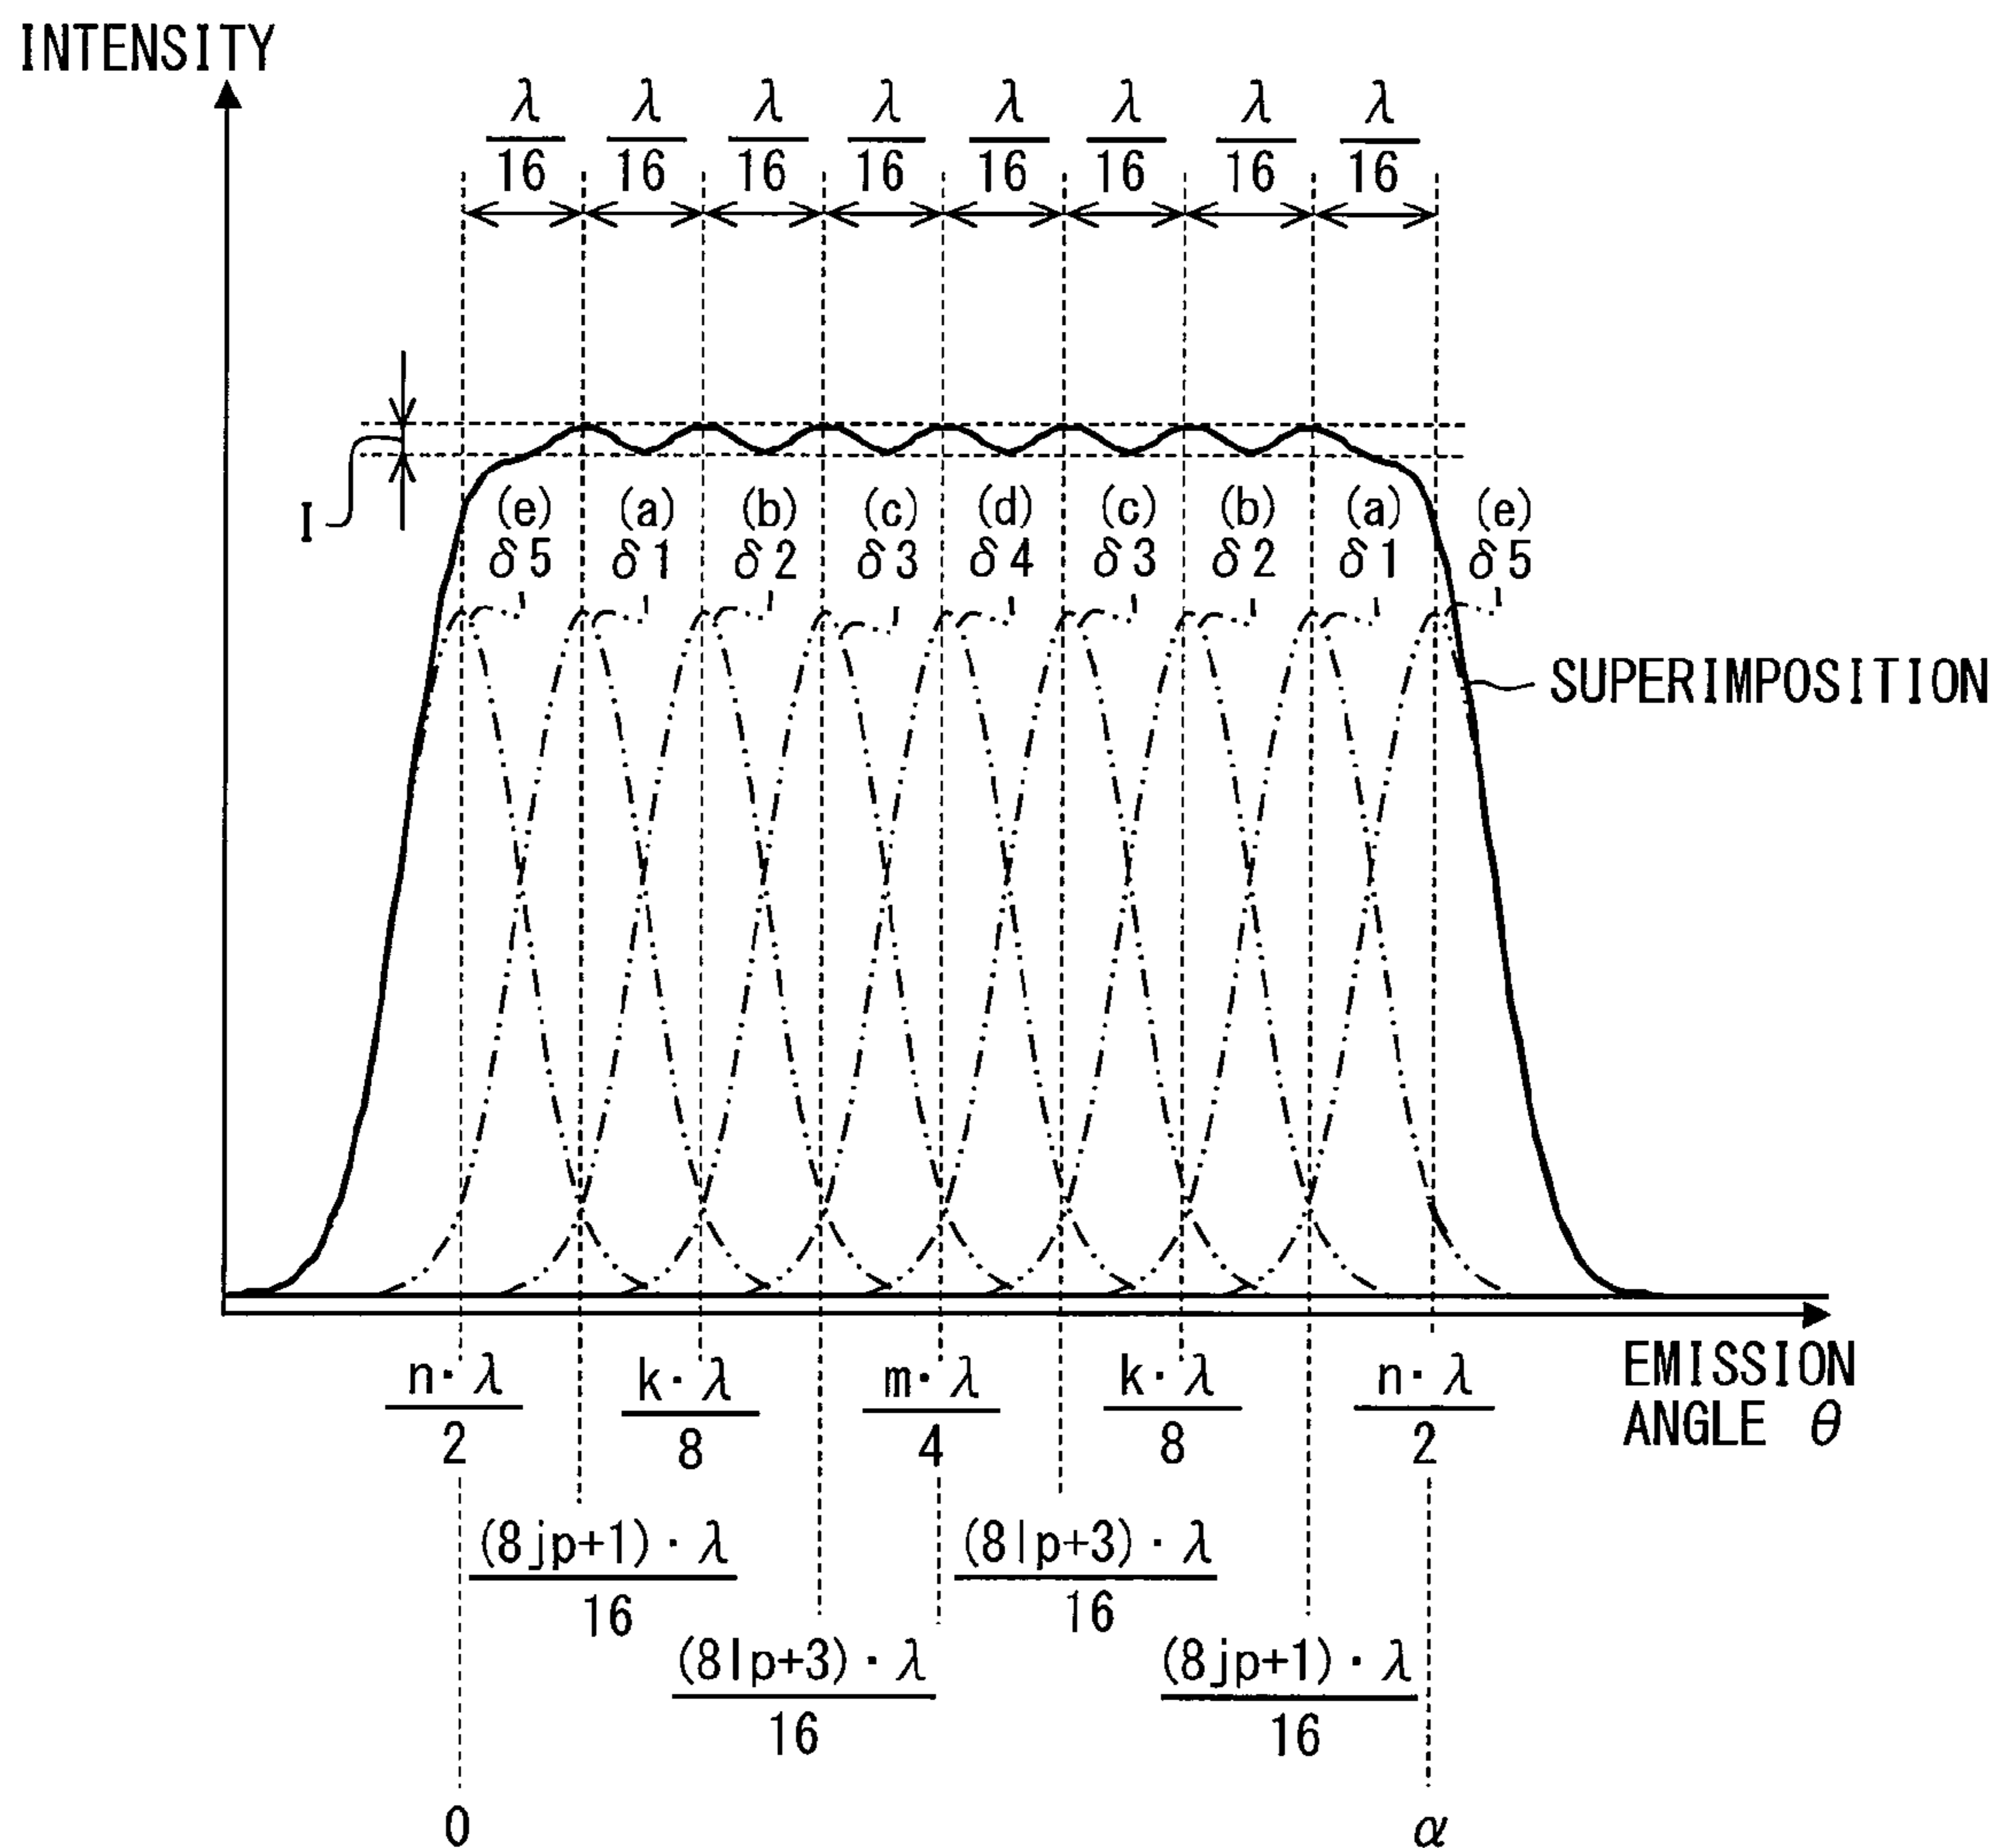 INTENSITY
λ/16 λ/16 λ/16 λ/16 λ/16 λ/16 λ/16 λ/16
I
(e) (a) (b) (c) (d) (c) (b) (a) (e)
δ5 δ1 δ2 δ3 δ4 δ3 δ2 δ1 δ5
SUPERIMPOSITION
n·λ/2 k·λ/8 m·λ/4 k·λ/8 n·λ/2
EMISSION
ANGLE θ
(8jp+1)·λ/16 (8lp+3)·λ/16
(8lp+3)·λ/16 (8jp+1)·λ/16
0 α